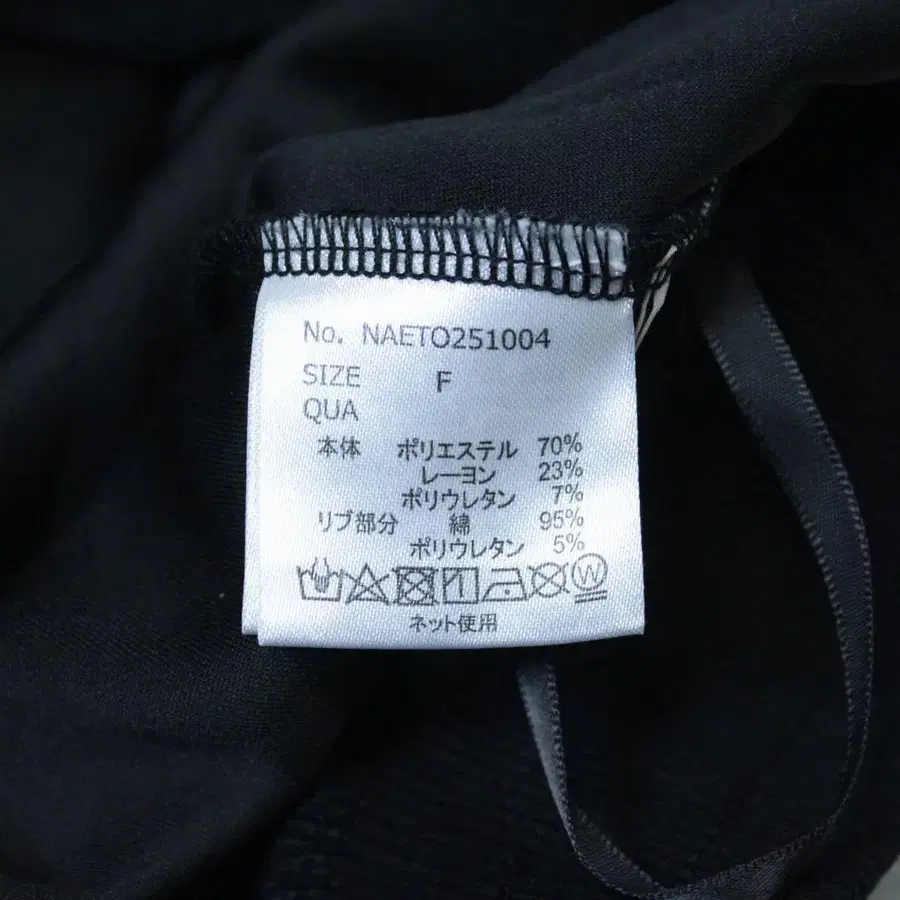 No. NAETO251004
SIZE F
QUA
本体 ポリエステル 70%
レーヨン 23%
ポリウレタン 7%
リブ部分 綿 95%
ポリウレタン 5%
W
ネット使用